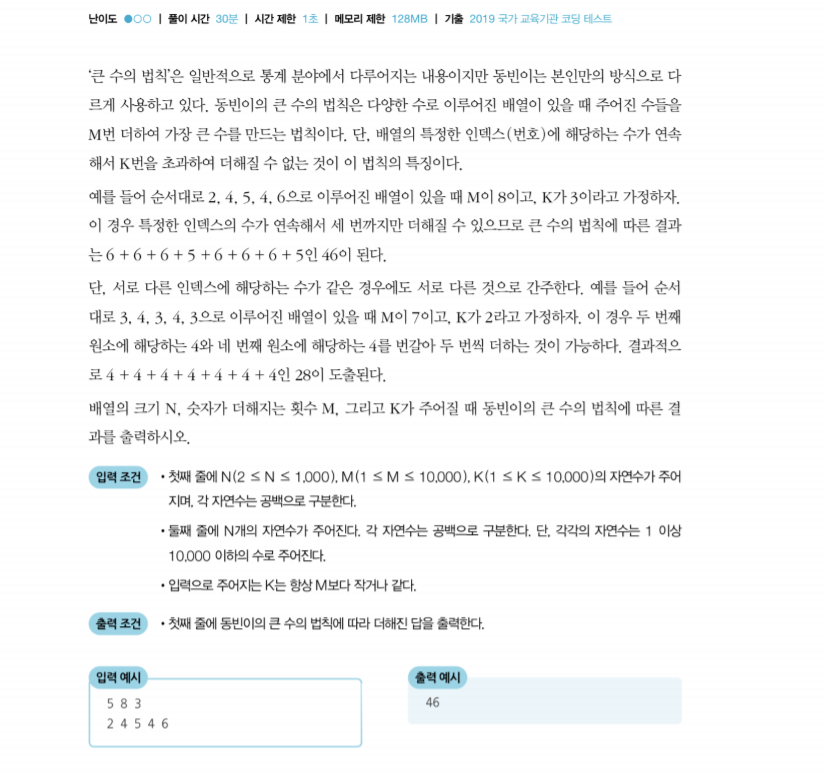 난이도 ●○○ | 풀이 시간 30분 | 시간 제한 1초 | 메모리 제한 128MB | 기출 2019 국가 교육기관 코딩 테스트
‘큰 수의 법칙’은 일반적으로 통계 분야에서 다루어지는 내용이지만 동빈이는 본인만의 방식으로 다
르게 사용하고 있다. 동빈이의 큰 수의 법칙은 다양한 수로 이루어진 배열이 있을 때 주어진 수들을
M번 더하여 가장 큰 수를 만드는 법칙이다. 단, 배열의 특정한 인덱스(번호)에 해당하는 수가 연속
해서 K번을 초과하여 더해질 수 없는 것이 이 법칙의 특징이다.
예를 들어 순서대로 2, 4, 5, 4, 6으로 이루어진 배열이 있을 때 M이 8이고, K가 3이라고 가정하자.
이 경우 특정한 인덱스의 수가 연속해서 세 번까지만 더해질 수 있으므로 큰 수의 법칙에 따른 결과
는 6 + 6 + 6 + 5 + 6 + 6 + 6 + 5인 46이 된다.
단, 서로 다른 인덱스에 해당하는 수가 같은 경우에도 서로 다른 것으로 간주한다. 예를 들어 순서
대로 3, 4, 3, 4, 3으로 이루어진 배열이 있을 때 M이 7이고, K가 2라고 가정하자. 이 경우 두 번째
원소에 해당하는 4와 네 번째 원소에 해당하는 4를 번갈아 두 번씩 더하는 것이 가능하다. 결과적으
로 4 + 4 + 4 + 4 + 4 + 4 + 4인 28이 도출된다.
배열의 크기 N, 숫자가 더해지는 횟수 M, 그리고 K가 주어질 때 동빈이의 큰 수의 법칙에 따른 결
과를 출력하시오.
입력 조건 • 첫째 줄에 N(2 ≤ N ≤ 1,000), M(1 ≤ M ≤ 10,000), K(1 ≤ K ≤ 10,000)의 자연수가 주어
지며, 각 자연수는 공백으로 구분한다.
• 둘째 줄에 N개의 자연수가 주어진다. 각 자연수는 공백으로 구분한다. 단, 각각의 자연수는 1 이상
10,000 이하의 수로 주어진다.
• 입력으로 주어지는 K는 항상 M보다 작거나 같다.
출력 조건 • 첫째 줄에 동빈이의 큰 수의 법칙에 따라 더해진 답을 출력한다.
입력 예시
5 8 3
2 4 5 4 6
출력 예시
46